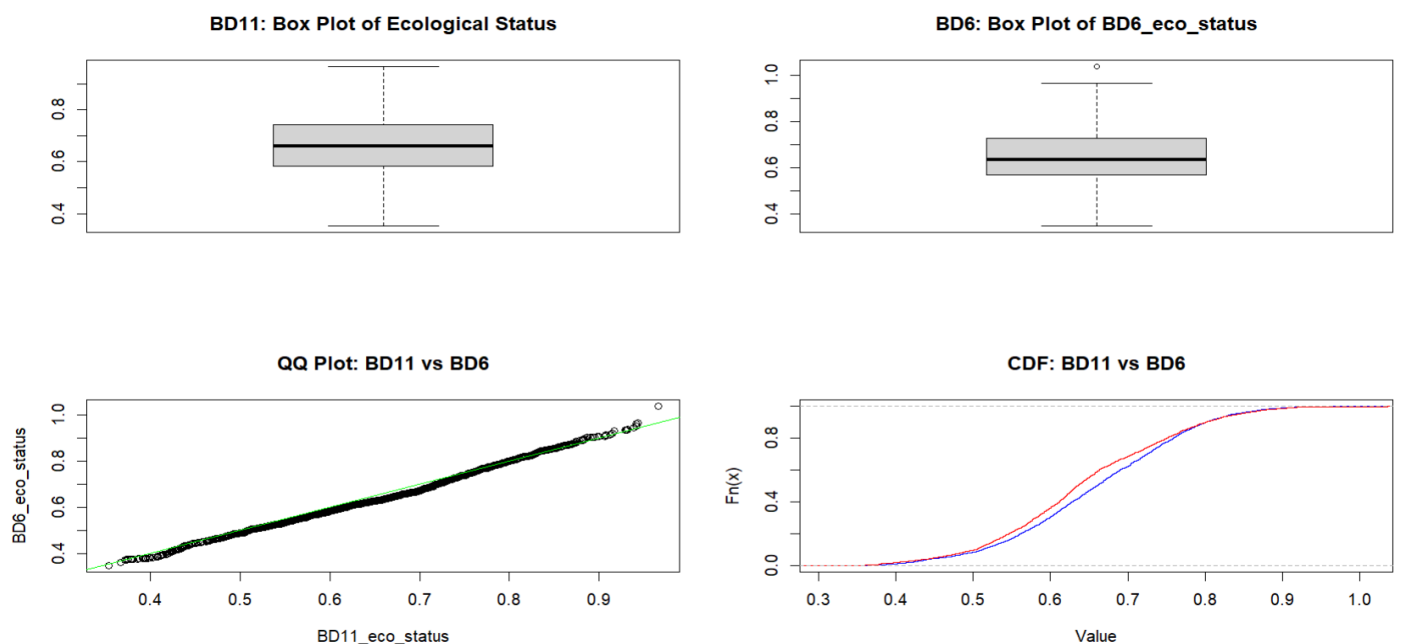 BD11: Box Plot of Ecological Status
0.8
0.6
0.4
BD6: Box Plot of BD6_eco_status
1.0
0.8
0.6
0.4
QQ Plot: BD11 vs BD6
BD6_eco_status
1.0
0.8
0.6
0.4
0.4 0.5 0.6 0.7 0.8 0.9
BD11_eco_status
CDF: BD11 vs BD6
Fn(x)
0.8
0.4
0.0
0.3 0.4 0.5 0.6 0.7 0.8 0.9 1.0
Value